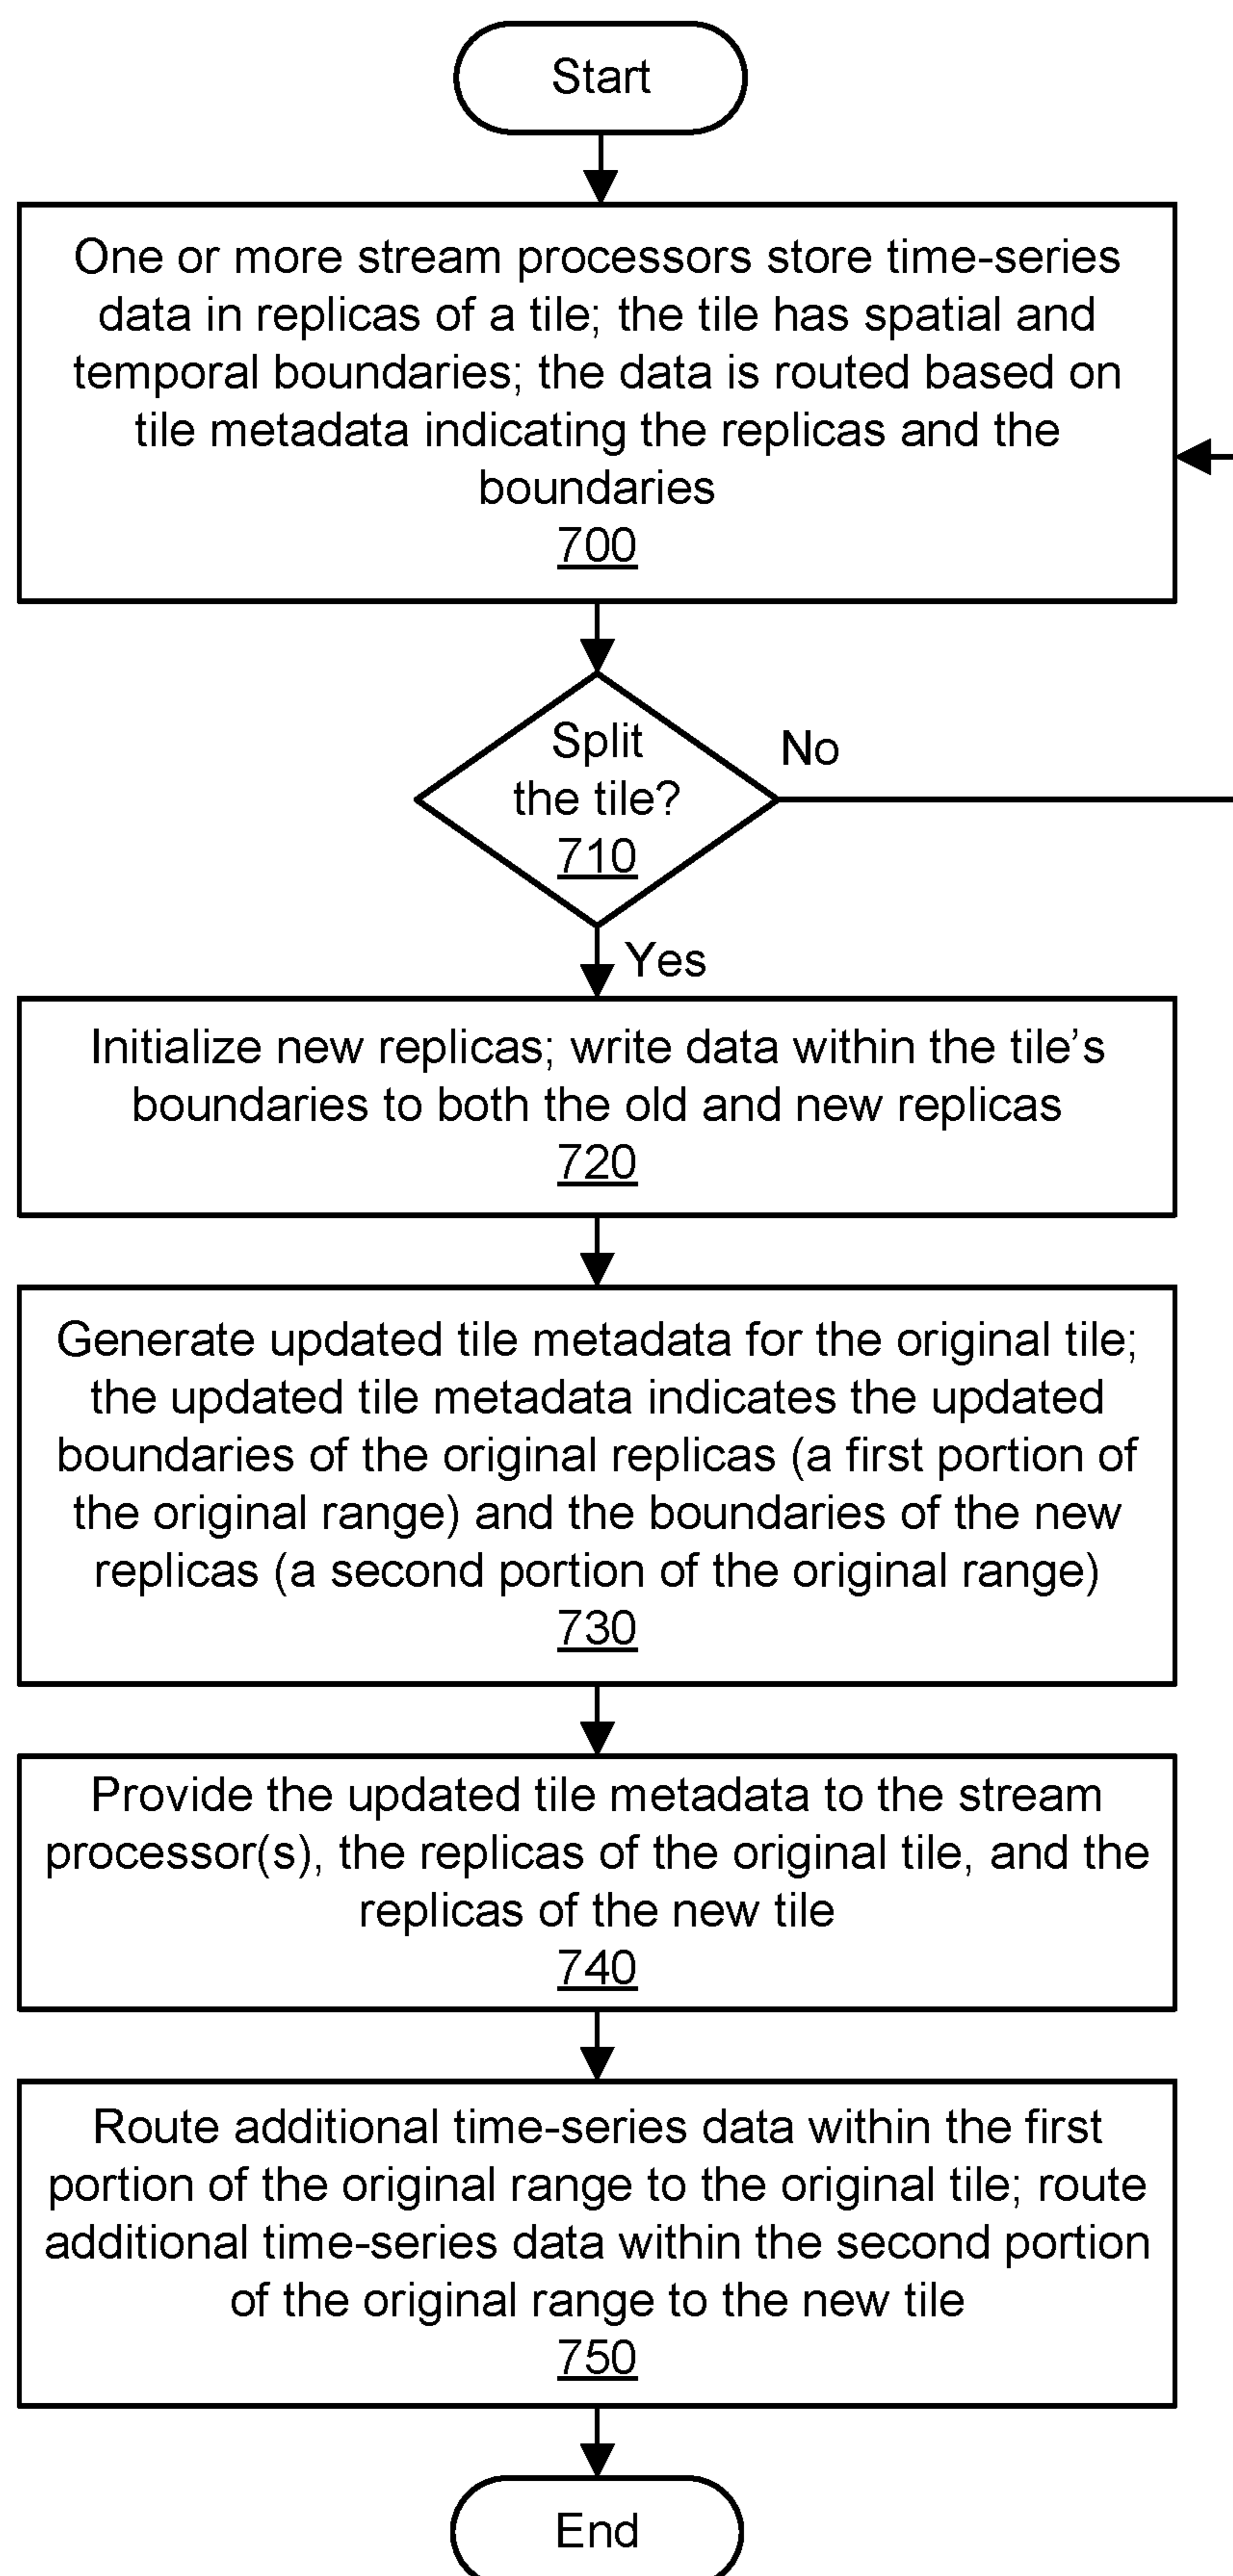 Start
One or more stream processors store time-series
data in replicas of a tile; the tile has spatial and
temporal boundaries; the data is routed based on
tile metadata indicating the replicas and the
boundaries
700
Split
the tile?
710
No
Yes
Initialize new replicas; write data within the tile’s
boundaries to both the old and new replicas
720
Generate updated tile metadata for the original tile;
the updated tile metadata indicates the updated
boundaries of the original replicas (a first portion of
the original range) and the boundaries of the new
replicas (a second portion of the original range)
730
Provide the updated tile metadata to the stream
processor(s), the replicas of the original tile, and the
replicas of the new tile
740
Route additional time-series data within the first
portion of the original range to the original tile; route
additional time-series data within the second portion
of the original range to the new tile
750
End